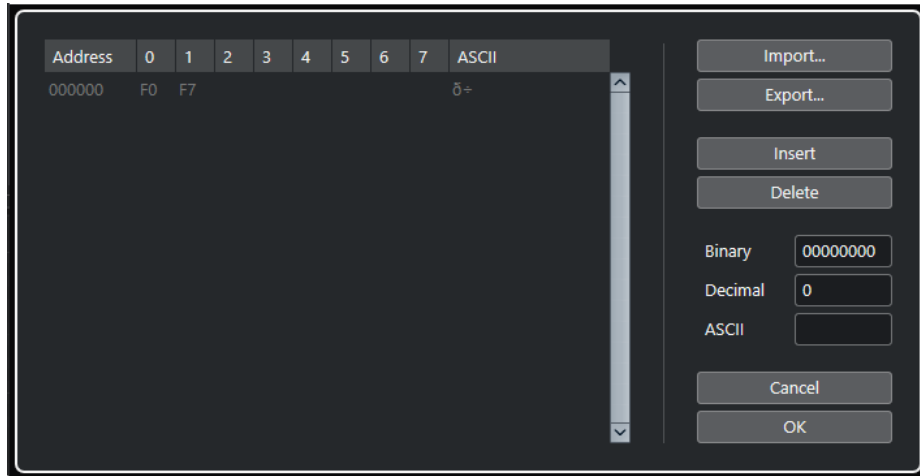 Address 0 1 2 3 4 5 6 7 ASCII
000000 F0 F7 ð÷
Import...
Export...
Insert
Delete
Binary 00000000
Decimal 0
ASCII
Cancel
OK